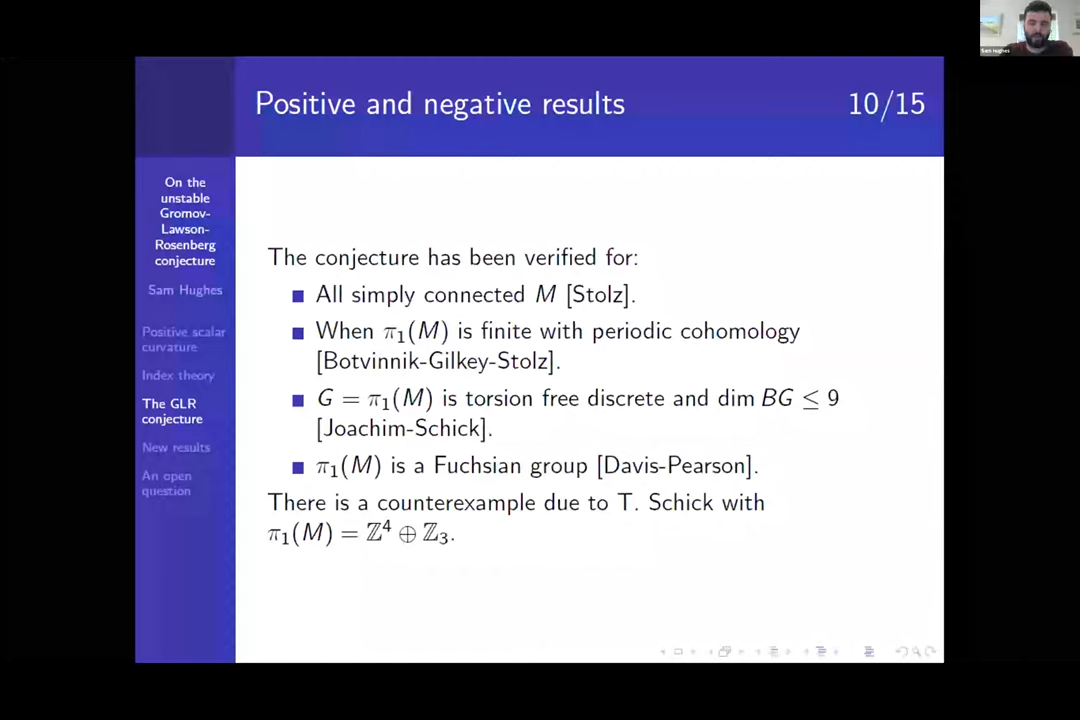 Sam Hughes
Positive and negative results
10/15
On the
unstable
Gromov-
Lawson-
Rosenberg
conjecture
Sam Hughes
Positive scalar
curvature
Index theory
The GLR
conjecture
New results
An open
question
The conjecture has been verified for:
All simply connected M [Stolz].
When π₁(M) is finite with periodic cohomology
[Botvinnik-Gilkey-Stolz].
G = π₁(M) is torsion free discrete and dim BG ≤ 9
[Joachim-Schick].
π₁(M) is a Fuchsian group [Davis-Pearson].
There is a counterexample due to T. Schick with
π₁(M) = ℤ⁴ ⊕ ℤ₃.